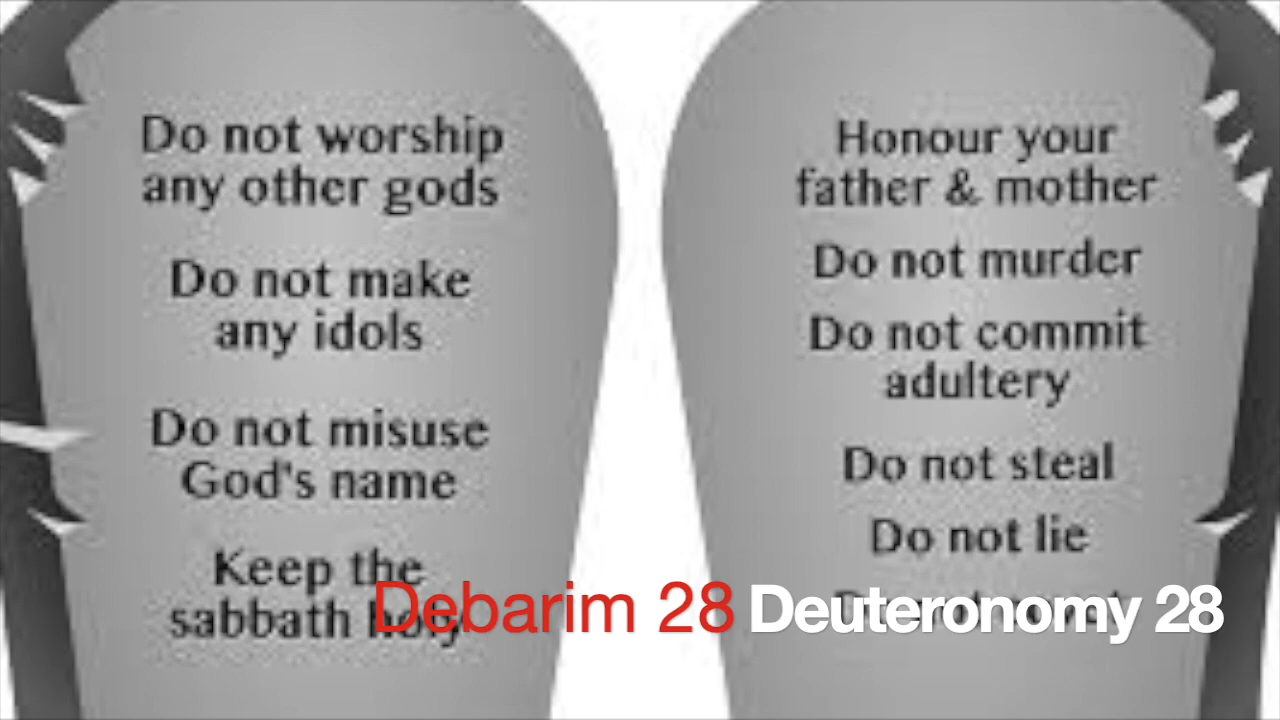 Do not worship
any other gods
Do not make
any idols
Do not misuse
God's name
Keep the
sabbath holy
Honour your
father & mother
Do not murder
Do not commit
adultery
Do not steal
Do not lie
Debarim 28 Deuteronomy 28